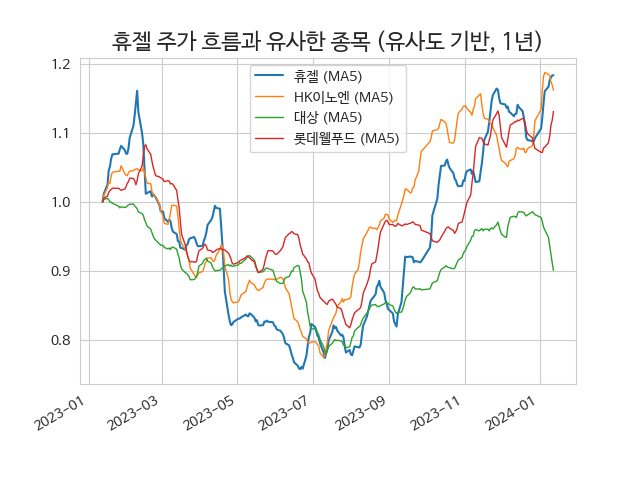 휴젤 주가 흐름과 유사한 종목 (유사도 기반, 1년)
휴젤 (MA5)
HK이노엔 (MA5)
대상 (MA5)
롯데웰푸드 (MA5)
1.2
1.1
1.0
0.9
0.8
2023-01
2023-03
2023-05
2023-07
2023-09
2023-11
2024-01